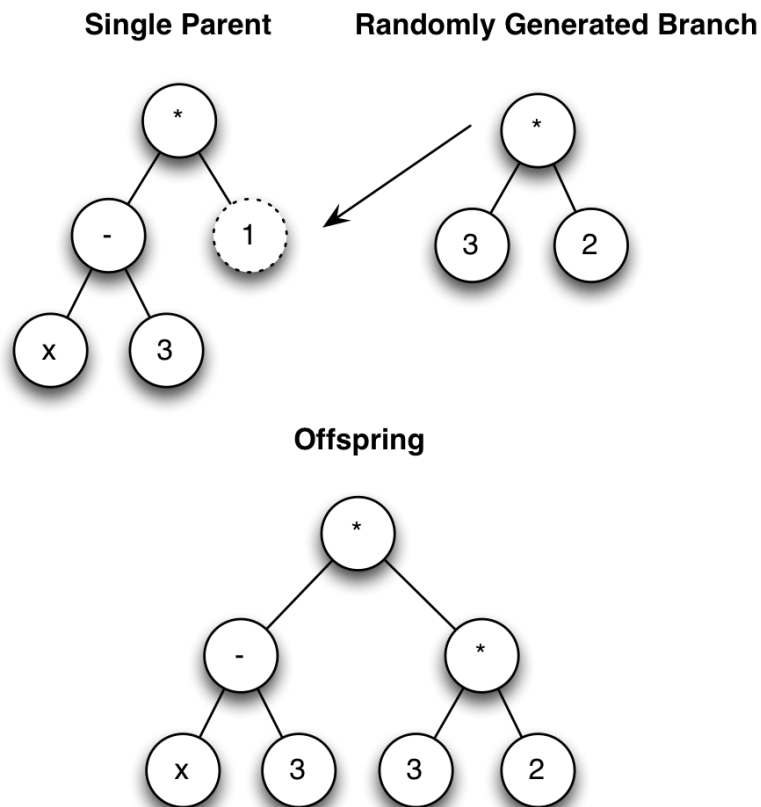 Single Parent
Randomly Generated Branch
*
*
-
1
3
2
x
3
Offspring
*
-
*
x
3
3
2